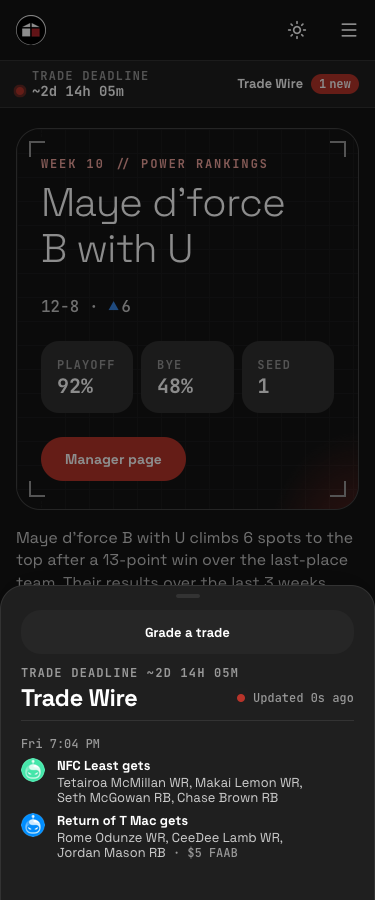 TRADE DEADLINE
~2d 14h 05m
Trade Wire 1 new
WEEK 10 // POWER RANKINGS
Maye d'force
B with U
12-8 · ▲6
PLAYOFF BYE SEED
92% 48% 1
Manager page
Maye d'force B with U climbs 6 spots to the
top after a 13-point win over the last-place
team. Their results over the last 3 weeks
Grade a trade
TRADE DEADLINE ~2D 14H 05M
Trade Wire Updated 0s ago
Fri 7:04 PM
NFC Least gets
Tetairoa McMillan WR, Makai Lemon WR,
Seth McGowan RB, Chase Brown RB
Return of T Mac gets
Rome Odunze WR, CeeDee Lamb WR,
Jordan Mason RB · $5 FAAB